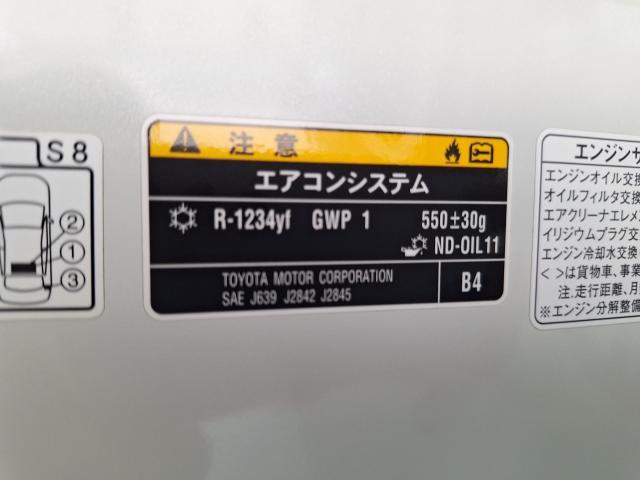 S 8
②
①
③
注 意
エアコンシステム
R-1234yf GWP 1 550±30g
ND-OIL11
TOYOTA MOTOR CORPORATION
SAE J639 J2842 J2845
B4
エンジンサ
エンジンオイル交換
オイルフィルタ交換
エアクリーナエレメ
イリジウムプラグ交
エンジン冷却水交換
< >は貨物車、事業
注.走行距離、月
※エンジン分解整備